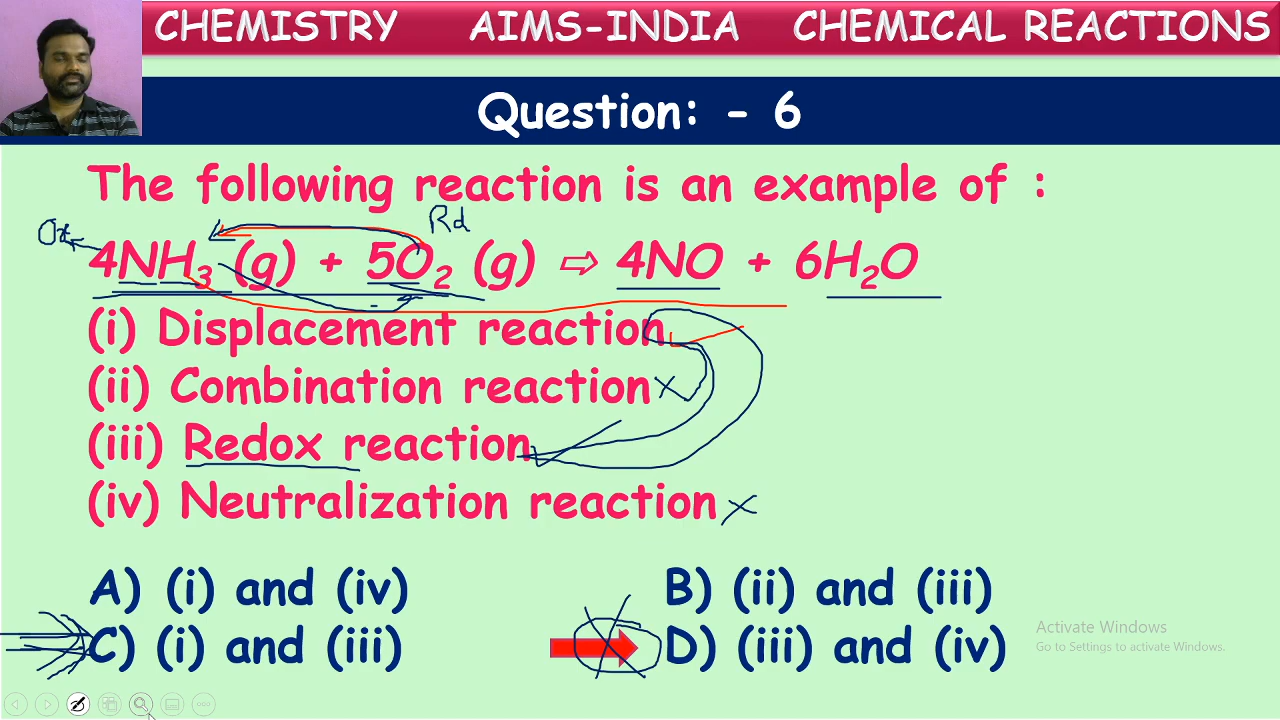 CHEMISTRY AIMS-INDIA CHEMICAL REACTIONS
Question: - 6
The following reaction is an example of :
Ox
Rd
4NH₃ (g) + 5O₂ (g) ⇨ 4NO + 6H₂O
(i) Displacement reaction
(ii) Combination reaction
(iii) Redox reaction
(iv) Neutralization reaction
A) (i) and (iv) B) (ii) and (iii)
C) (i) and (iii) D) (iii) and (iv)
Activate Windows
Go to Settings to activate Windows.